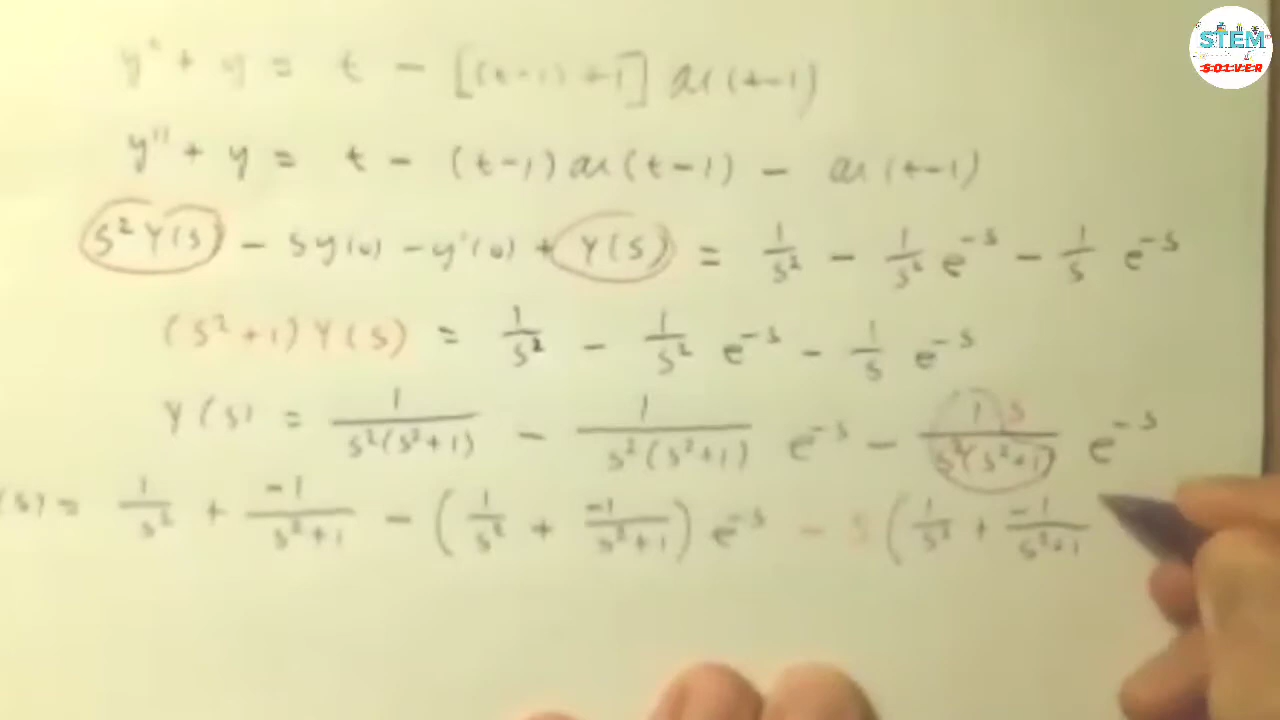 STEM
SOLVER
y'' + y = t - [(t-1)+1] u(t-1)
y'' + y = t - (t-1) u(t-1) - u(t-1)
s² Y(s) - sy(0) - y'(0) + Y(s) = 1/s² - 1/s² e^-s - 1/s e^-s
(s²+1) Y(s) = 1/s² - 1/s² e^-s - 1/s e^-s
Y(s) = 1/(s²(s²+1)) - 1/(s²(s²+1)) e^-s - 1 s/(s²(s²+1)) e^-s
(s) = 1/s² + -1/(s²+1) - (1/s² + -1/(s²+1)) e^-s - s (1/s² + -1/(s²+1)